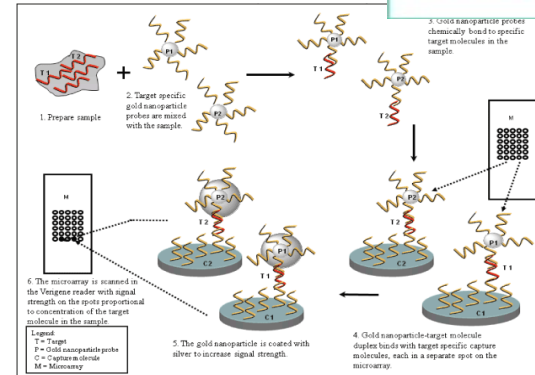 T2
T1
1. Prepare sample
P1
P2
2. Target specific
gold nanoparticle
probes are mixed
with the sample.
P1
T1
P2
T2
3. Gold nanoparticle probes
chemically bond to specific
target molecules in the
sample.
M
P2
T2
C2
P1
T1
C1
4. Gold nanoparticle-target molecule
duplex binds with target specific capture
molecules, each in a separate spot on the
microarray.
P2
T2
C2
P1
T1
C1
5. The gold nanoparticle is coated with
silver to increase signal strength.
M
6. The microarray is scanned in
the Verigene reader with signal
strength on the spots proportional
to concentration of the target
molecule in the sample.
Legend:
T = Target
P = Gold nanoparticle probe
C = Capture molecule
M = Microarray